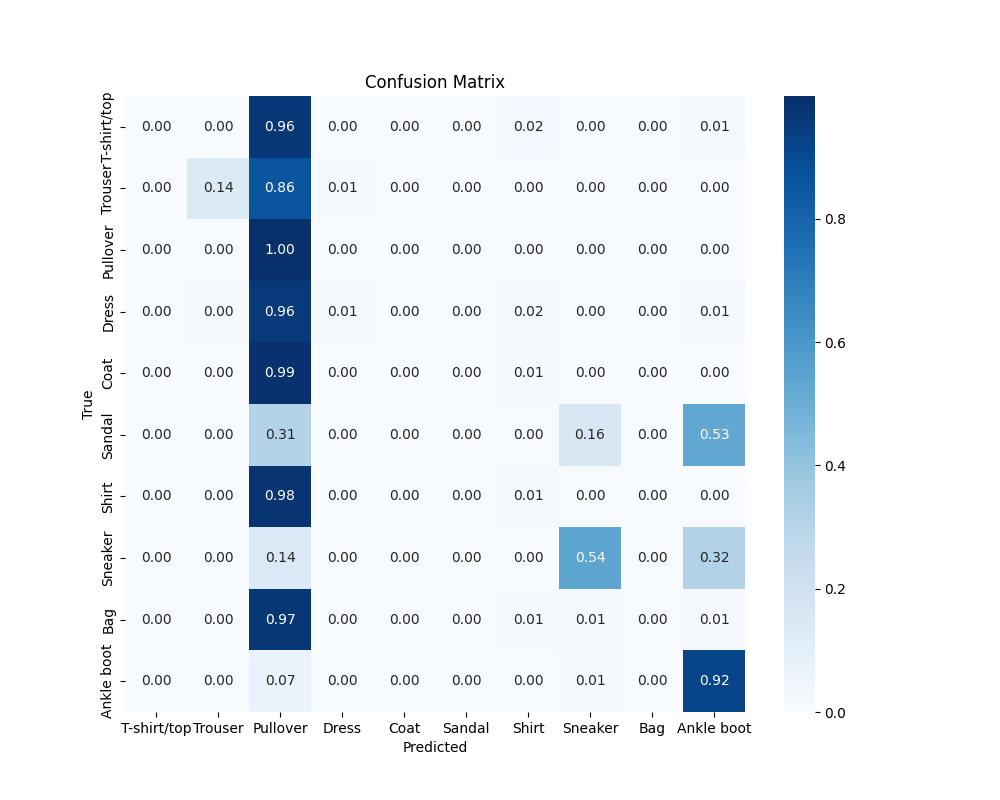 Confusion Matrix
T-shirt/top 0.00 0.00 0.96 0.00 0.00 0.00 0.02 0.00 0.00 0.01
Trouser 0.00 0.14 0.86 0.01 0.00 0.00 0.00 0.00 0.00 0.00
Pullover 0.00 0.00 1.00 0.00 0.00 0.00 0.00 0.00 0.00 0.00
Dress 0.00 0.00 0.96 0.01 0.00 0.00 0.02 0.00 0.00 0.01
Coat 0.00 0.00 0.99 0.00 0.00 0.00 0.01 0.00 0.00 0.00
Sandal 0.00 0.00 0.31 0.00 0.00 0.00 0.00 0.16 0.00 0.53
Shirt 0.00 0.00 0.98 0.00 0.00 0.00 0.01 0.00 0.00 0.00
Sneaker 0.00 0.00 0.14 0.00 0.00 0.00 0.00 0.54 0.00 0.32
Bag 0.00 0.00 0.97 0.00 0.00 0.00 0.01 0.01 0.00 0.01
Ankle boot 0.00 0.00 0.07 0.00 0.00 0.00 0.00 0.01 0.00 0.92
True
T-shirt/top Trouser Pullover Dress Coat Sandal Shirt Sneaker Bag Ankle boot
Predicted
0.8
0.6
0.4
0.2
0.0